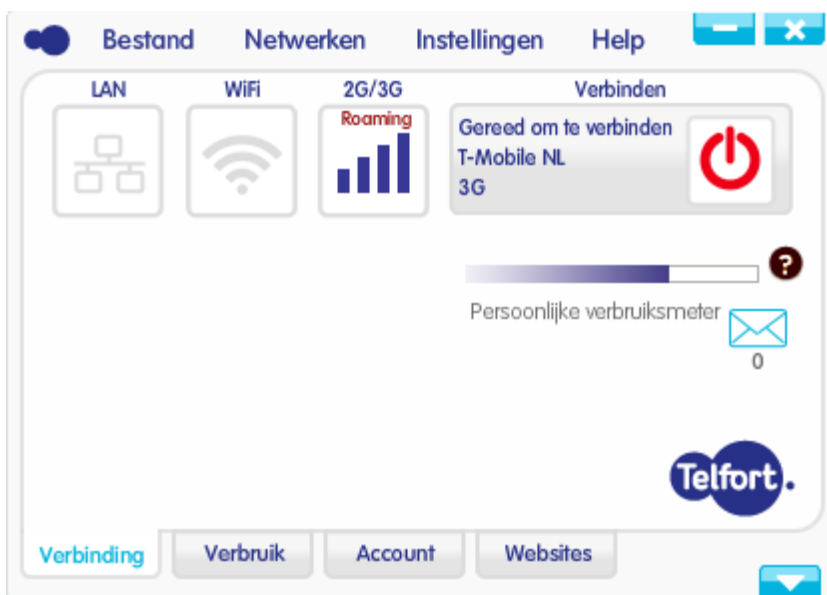 Bestand Netwerken Instellingen Help
LAN WiFi 2G/3G Verbinden
Roaming
Gereed om te verbinden
T-Mobile NL
3G
?
Persoonlijke verbruiksmeter
0
Telfort.
Verbinding Verbruik Account Websites